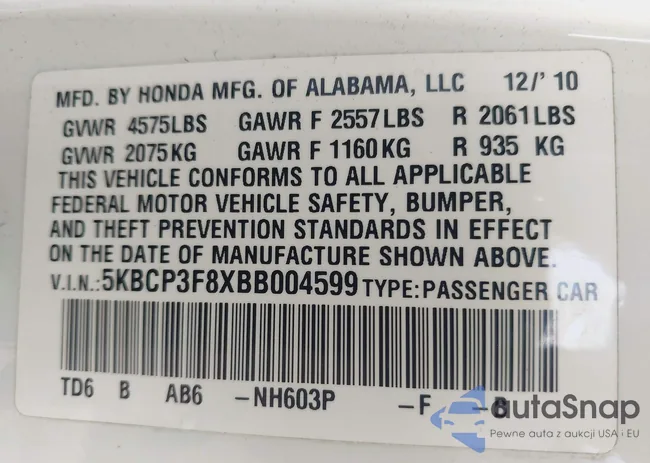 MFD. BY HONDA MFG. OF ALABAMA, LLC 12/' 10
GVWR 4575LBS GAWR F 2557LBS R 2061LBS
GVWR 2075KG GAWR F 1160KG R 935 KG
THIS VEHICLE CONFORMS TO ALL APPLICABLE
FEDERAL MOTOR VEHICLE SAFETY, BUMPER,
AND THEFT PREVENTION STANDARDS IN EFFECT
ON THE DATE OF MANUFACTURE SHOWN ABOVE.
V.I.N.:5KBCP3F8XBB004599 TYPE:PASSENGER CAR
TD6 B AB6 -NH603P -F -B
autaSnap
Pewne auta z aukcji USA i EU